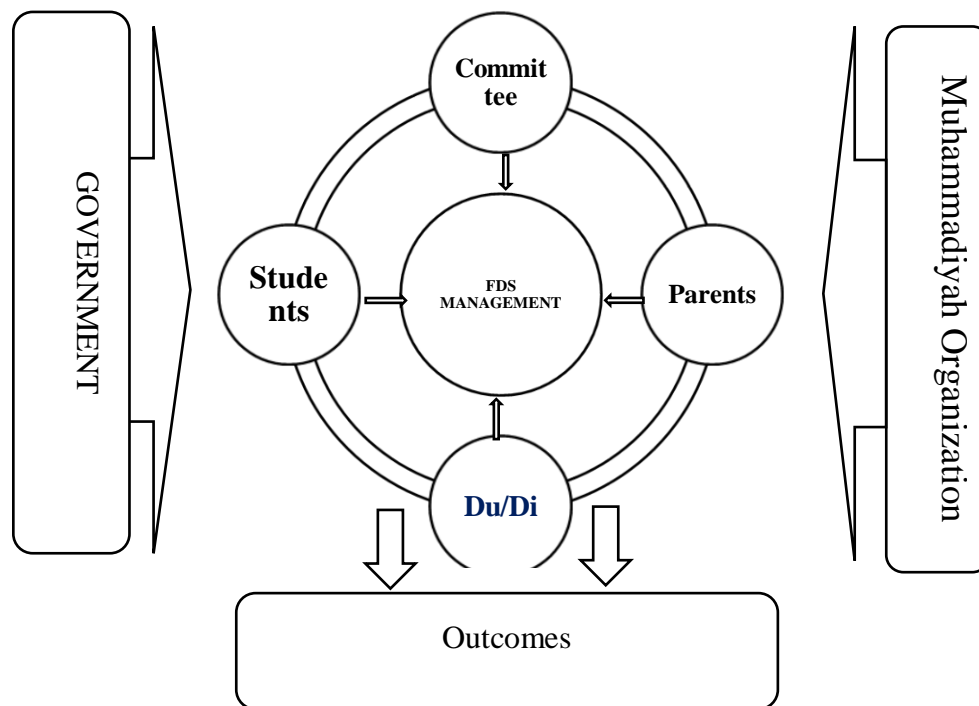 Commit
tee
GOVERNMENT
Stude
nts
FDS
MANAGEMENT
Parents
Muhammadiyah Organization
Du/Di
Outcomes